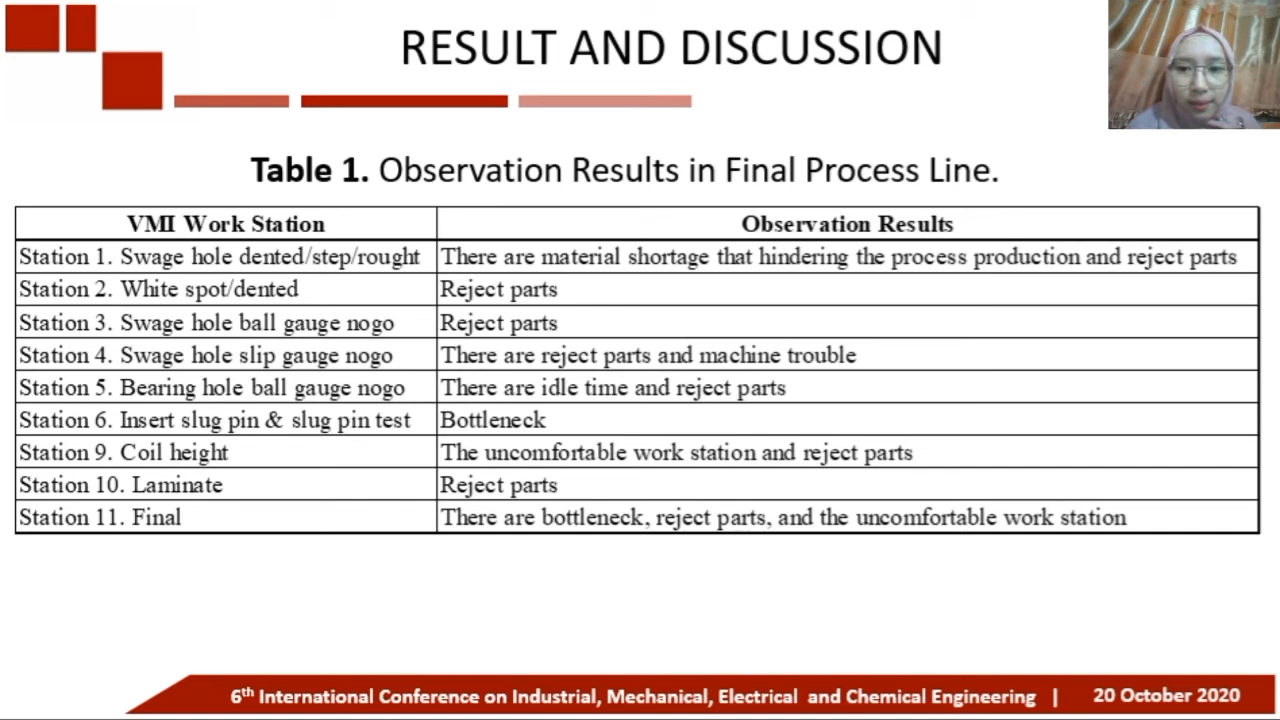 RESULT AND DISCUSSION
Table 1. Observation Results in Final Process Line.
VMI Work Station Observation Results
Station 1. Swage hole dented/step/rought There are material shortage that hindering the process production and reject parts
Station 2. White spot/dented Reject parts
Station 3. Swage hole ball gauge nogo Reject parts
Station 4. Swage hole slip gauge nogo There are reject parts and machine trouble
Station 5. Bearing hole ball gauge nogo There are idle time and reject parts
Station 6. Insert slug pin & slug pin test Bottleneck
Station 9. Coil height The uncomfortable work station and reject parts
Station 10. Laminate Reject parts
Station 11. Final There are bottleneck, reject parts, and the uncomfortable work station
6th International Conference on Industrial, Mechanical, Electrical and Chemical Engineering | 20 October 2020